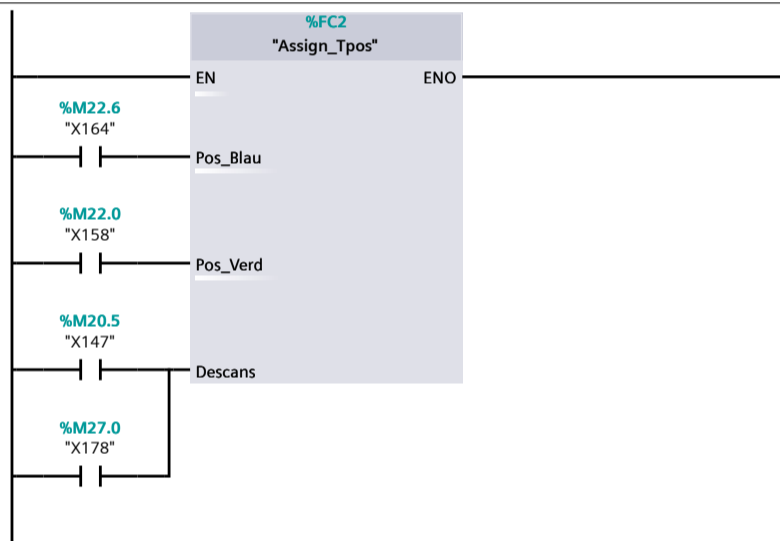 %FC2
"Assign_Tpos"
EN
ENO
%M22.6
"X164"
Pos_Blau
%M22.0
"X158"
Pos_Verd
%M20.5
"X147"
Descans
%M27.0
"X178"